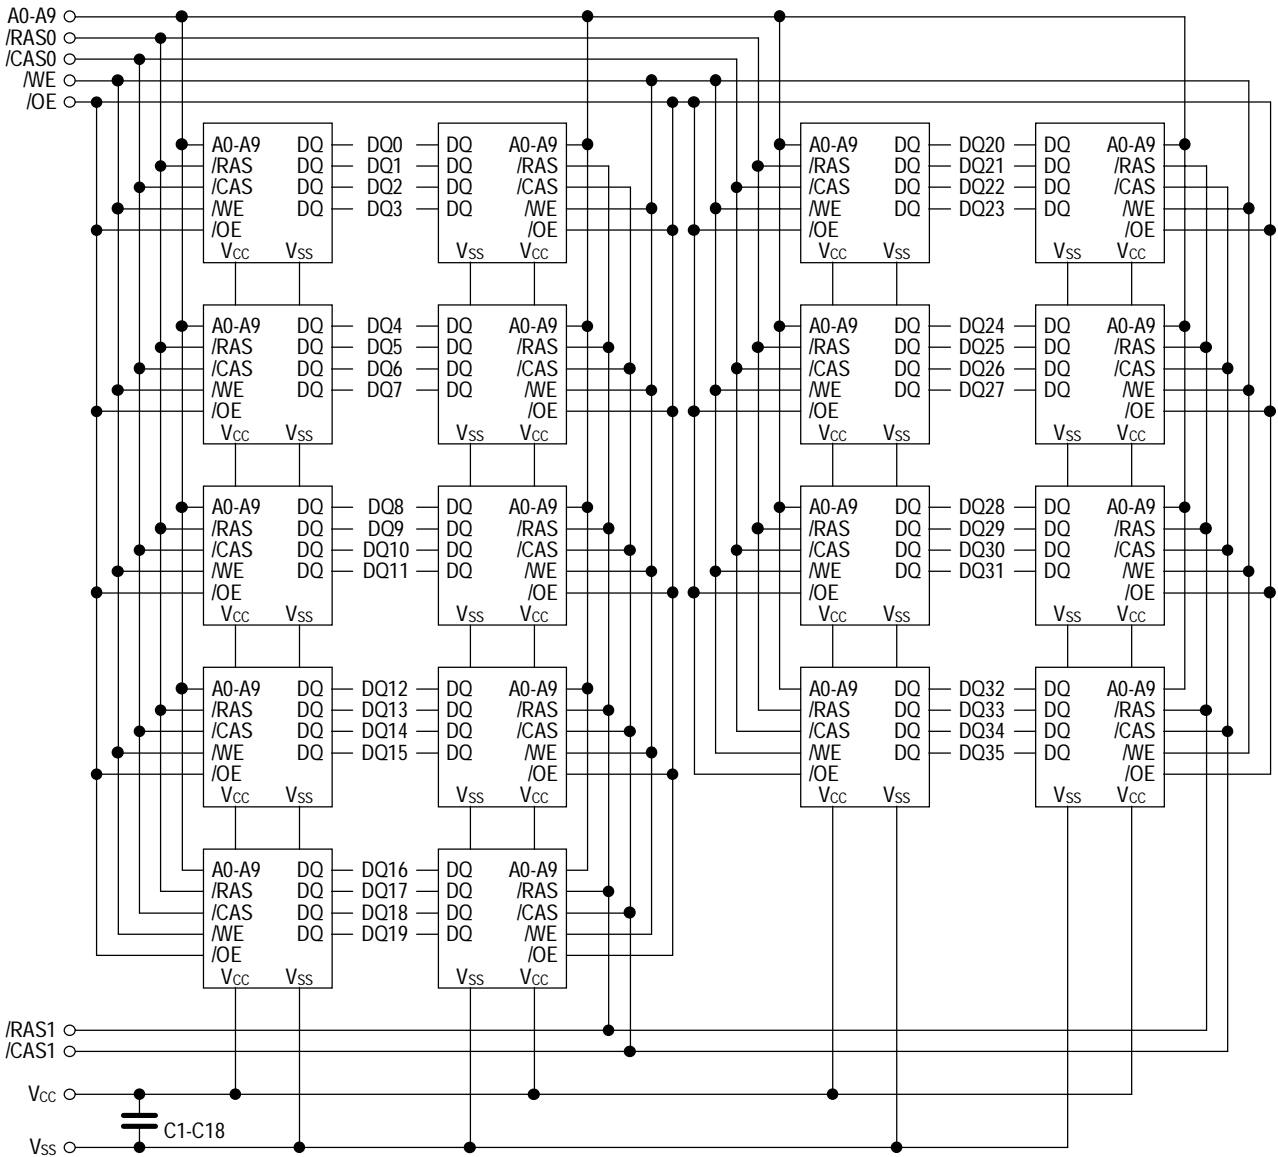 A0-A9
/RAS0
/CAS0
/WE
/OE
A0-A9 DQ DQ0 DQ A0-A9 A0-A9 DQ DQ20 DQ A0-A9
/RAS DQ DQ1 DQ /RAS /RAS DQ DQ21 DQ /RAS
/CAS DQ DQ2 DQ /CAS /CAS DQ DQ22 DQ /CAS
/WE DQ DQ3 DQ /WE /WE DQ DQ23 DQ /WE
/OE /OE /OE /OE
VCC VSS VSS VCC VCC VSS VSS VCC
A0-A9 DQ DQ4 DQ A0-A9 A0-A9 DQ DQ24 DQ A0-A9
/RAS DQ DQ5 DQ /RAS /RAS DQ DQ25 DQ /RAS
/CAS DQ DQ6 DQ /CAS /CAS DQ DQ26 DQ /CAS
/WE DQ DQ7 DQ /WE /WE DQ DQ27 DQ /WE
/OE /OE /OE /OE
VCC VSS VSS VCC VCC VSS VSS VCC
A0-A9 DQ DQ8 DQ A0-A9 A0-A9 DQ DQ28 DQ A0-A9
/RAS DQ DQ9 DQ /RAS /RAS DQ DQ29 DQ /RAS
/CAS DQ DQ10 DQ /CAS /CAS DQ DQ30 DQ /CAS
/WE DQ DQ11 DQ /WE /WE DQ DQ31 DQ /WE
/OE /OE /OE /OE
VCC VSS VSS VCC VCC VSS VSS VCC
A0-A9 DQ DQ12 DQ A0-A9 A0-A9 DQ DQ32 DQ A0-A9
/RAS DQ DQ13 DQ /RAS /RAS DQ DQ33 DQ /RAS
/CAS DQ DQ14 DQ /CAS /CAS DQ DQ34 DQ /CAS
/WE DQ DQ15 DQ /WE /WE DQ DQ35 DQ /WE
/OE /OE /OE /OE
VCC VSS VSS VCC VCC VSS VSS VCC
A0-A9 DQ DQ16 DQ A0-A9
/RAS DQ DQ17 DQ /RAS
/CAS DQ DQ18 DQ /CAS
/WE DQ DQ19 DQ /WE
/OE /OE
VCC VSS VSS VCC
/RAS1
/CAS1
VCC
C1-C18
VSS